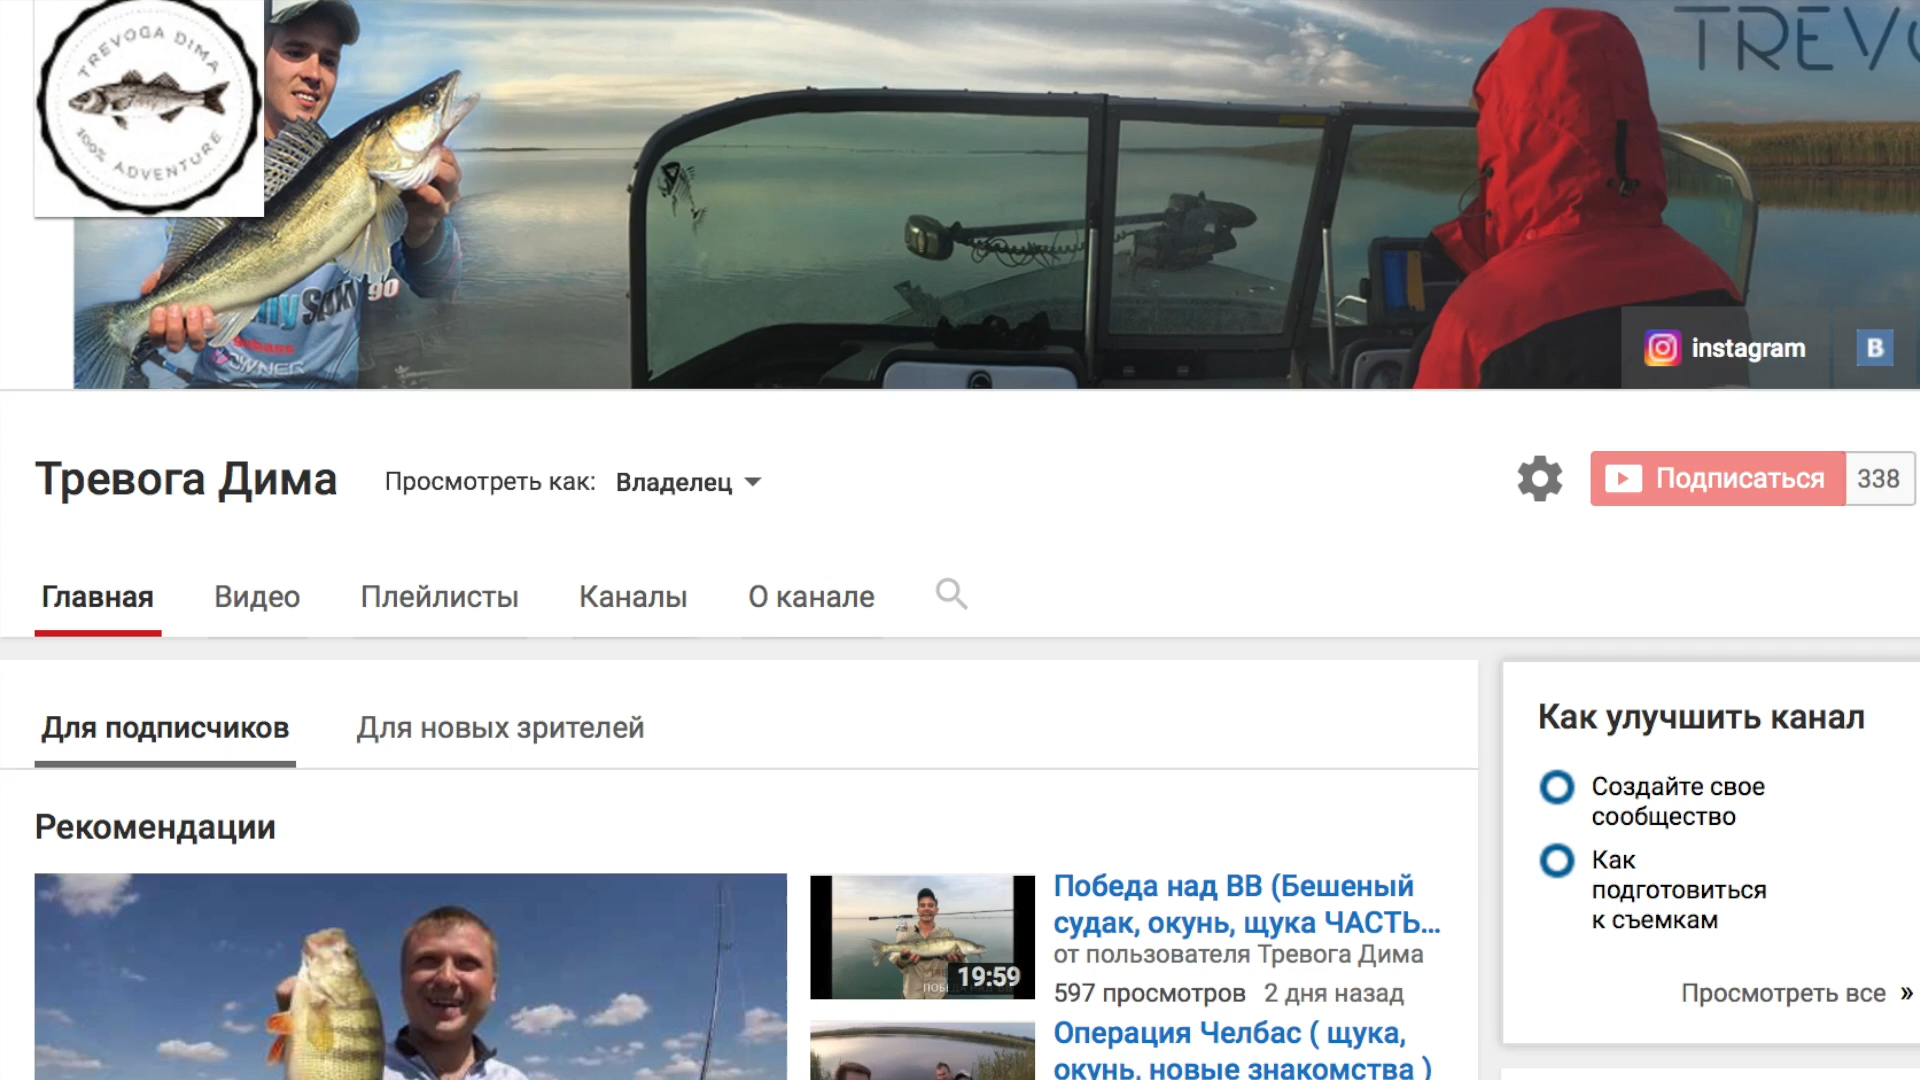 TREVOGA DIMA
100% ADVENTURE
TREVO
90
OWNER
instagram
B
Тревога Дима
Просмотреть как: Владелец
Подписаться 338
Главная Видео Плейлисты Каналы О канале
Для подписчиков Для новых зрителей
Рекомендации
19:59
Победа над ВВ (Бешеный
судак, окунь, щука ЧАСТЬ...
от пользователя Тревога Дима
597 просмотров 2 дня назад
Операция Челбас ( щука,
окунь, новые знакомства )
Как улучшить канал
Создайте свое
сообщество
Как
подготовиться
к съемкам
Просмотреть все »